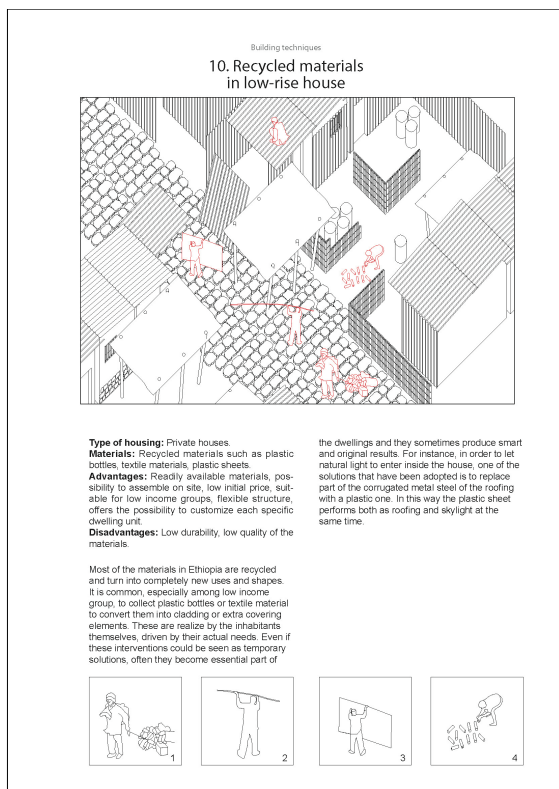 Building techniques
10. Recycled materials
in low-rise house
Type of housing: Private houses.
Materials: Recycled materials such as plastic
bottles, textile materials, plastic sheets.
Advantages: Readily available materials, pos-
sibility to assemble on site, low initial price, suit-
able for low income groups, flexible structure,
offers the possibility to customize each specific
dwelling unit.
Disadvantages: Low durability, low quality of the
materials.
Most of the materials in Ethiopia are recycled
and turn into completely new uses and shapes.
It is common, especially among low income
group, to collect plastic bottles or textile material
to convert them into cladding or extra covering
elements. These are realize by the inhabitants
themselves, driven by their actual needs. Even if
these interventions could be seen as temporary
solutions, often they become essential part of
the dwellings and they sometimes produce smart
and original results. For instance, in order to let
natural light to enter inside the house, one of the
solutions that have been adopted is to replace
part of the corrugated metal steel of the roofing
with a plastic one. In this way the plastic sheet
performs both as roofing and skylight at the
same time.
1
2
3
4